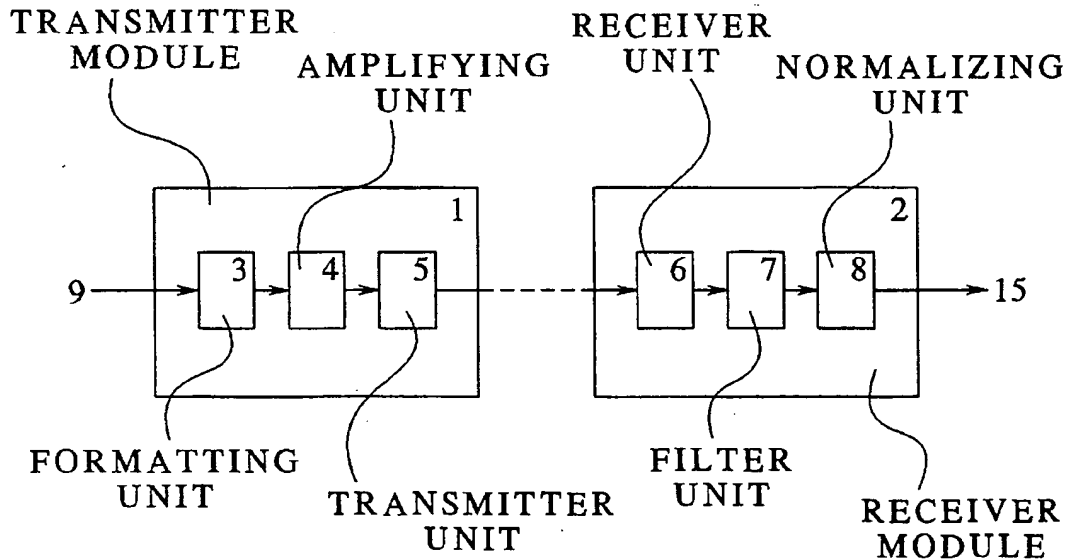 TRANSMITTER
MODULE
AMPLIFYING
UNIT
RECEIVER
UNIT
NORMALIZING
UNIT
1
2
3
4
5
6
7
8
9
15
FORMATTING
UNIT
TRANSMITTER
UNIT
FILTER
UNIT
RECEIVER
MODULE